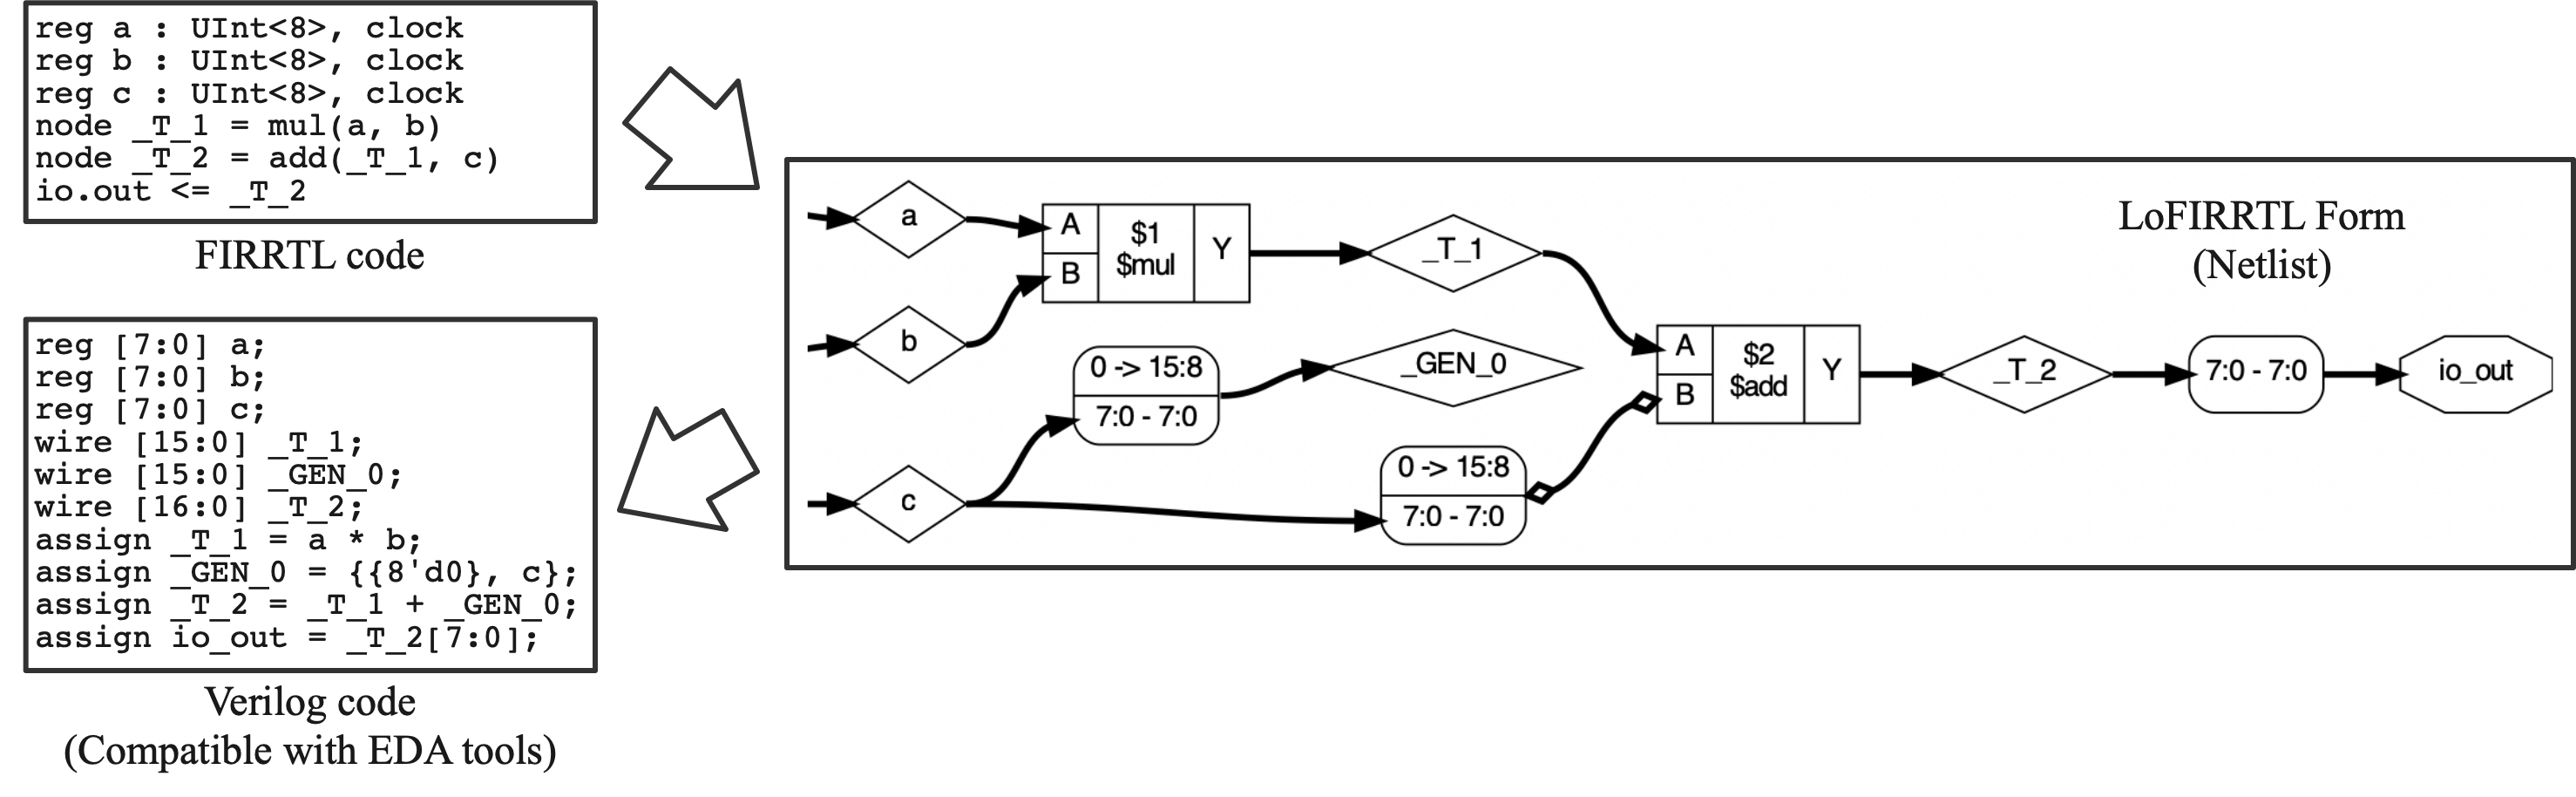 reg a : UInt<8>, clock
reg b : UInt<8>, clock
reg c : UInt<8>, clock
node _T_1 = mul(a, b)
node _T_2 = add(_T_1, c)
io.out <= _T_2
FIRRTL code
reg [7:0] a;
reg [7:0] b;
reg [7:0] c;
wire [15:0] _T_1;
wire [15:0] _GEN_0;
wire [16:0] _T_2;
assign _T_1 = a * b;
assign _GEN_0 = {{8'd0}, c};
assign _T_2 = _T_1 + _GEN_0;
assign io_out = _T_2[7:0];
Verilog code
(Compatible with EDA tools)
LoFIRRTL Form
(Netlist)
a
b
c
A
B
$1
$mul
Y
_T_1
0 -> 15:8
7:0 - 7:0
_GEN_0
0 -> 15:8
7:0 - 7:0
A
B
$2
$add
Y
_T_2
7:0 - 7:0
io_out